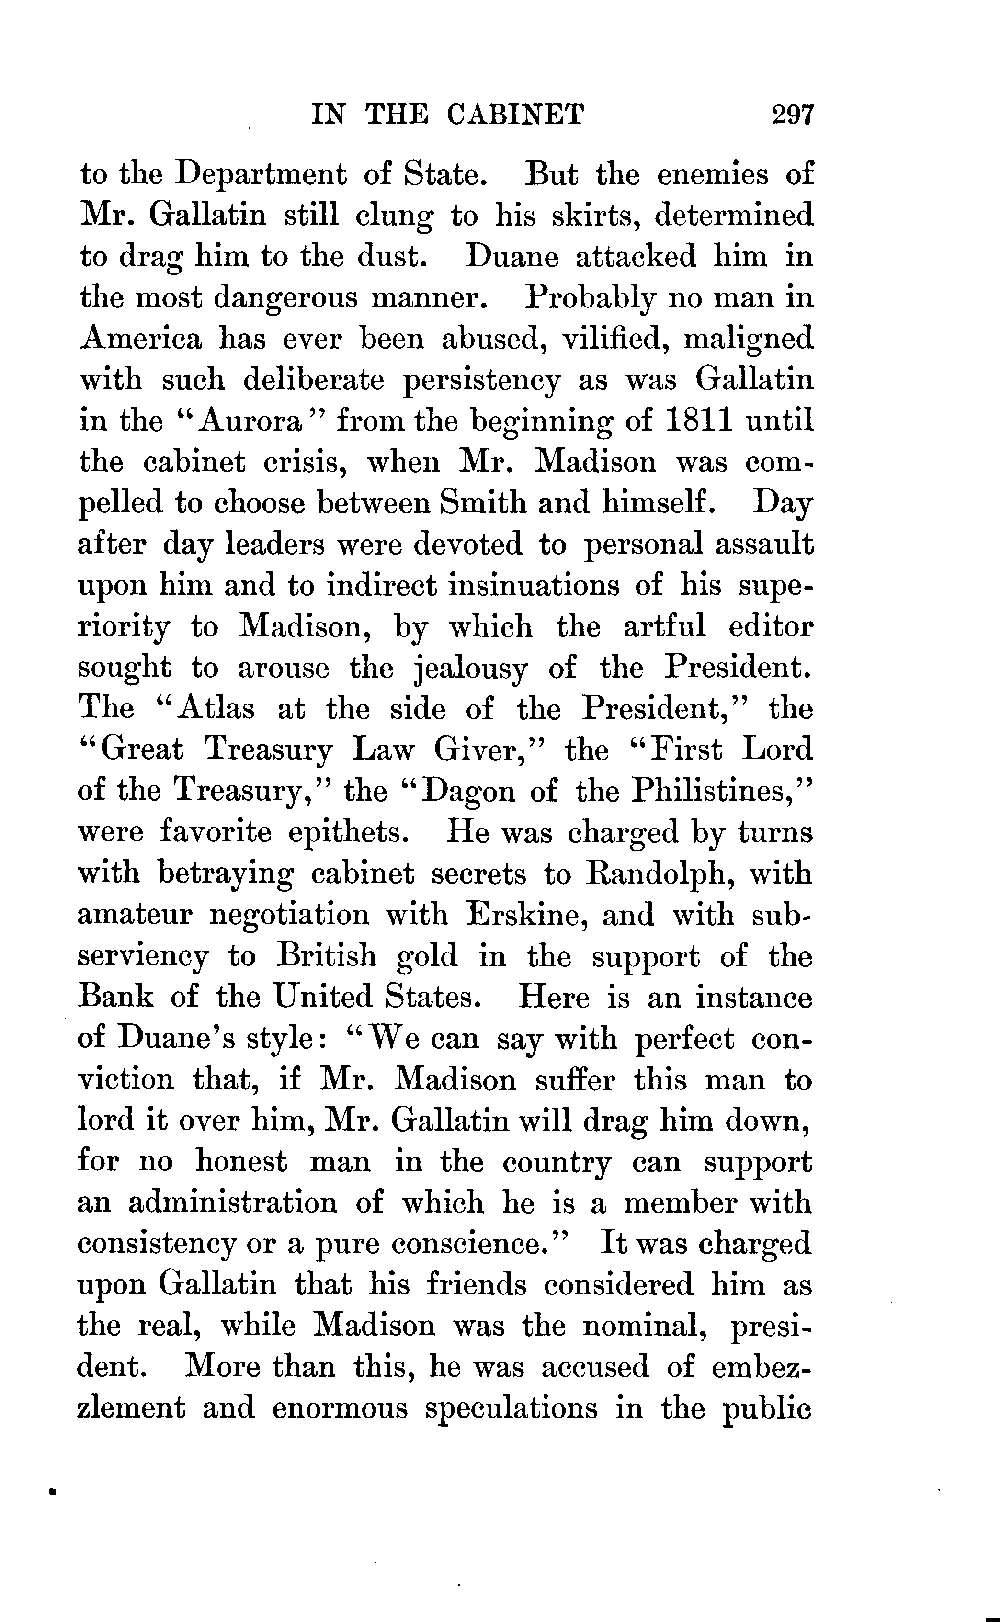 IN THE CABINET 297
to the Department of State. But the enemies of
Mr. Gallatin still clung to his skirts, determined
to drag him to the dust. Duane attacked him in
the most dangerous manner. Probably no man in
America has ever been abused, vilified, maligned
with such deliberate persistency as was Gallatin
in the "Aurora" from the beginning of 1811 until
the cabinet crisis, when Mr. Madison was com-
pelled to choose between Smith and himself. Day
after day leaders were devoted to personal assault
upon him and to indirect insinuations of his supe-
riority to Madison, by which the artful editor
sought to arouse the jealousy of the President.
The "Atlas at the side of the President," the
"Great Treasury Law Giver," the "First Lord
of the Treasury," the "Dagon of the Philistines,"
were favorite epithets. He was charged by turns
with betraying cabinet secrets to Randolph, with
amateur negotiation with Erskine, and with sub-
serviency to British gold in the support of the
Bank of the United States. Here is an instance
of Duane's style: "We can say with perfect con-
viction that, if Mr. Madison suffer this man to
lord it over him, Mr. Gallatin will drag him down,
for no honest man in the country can support
an administration of which he is a member with
consistency or a pure conscience." It was charged
upon Gallatin that his friends considered him as
the real, while Madison was the nominal, presi-
dent. More than this, he was accused of embez-
zlement and enormous speculations in the public